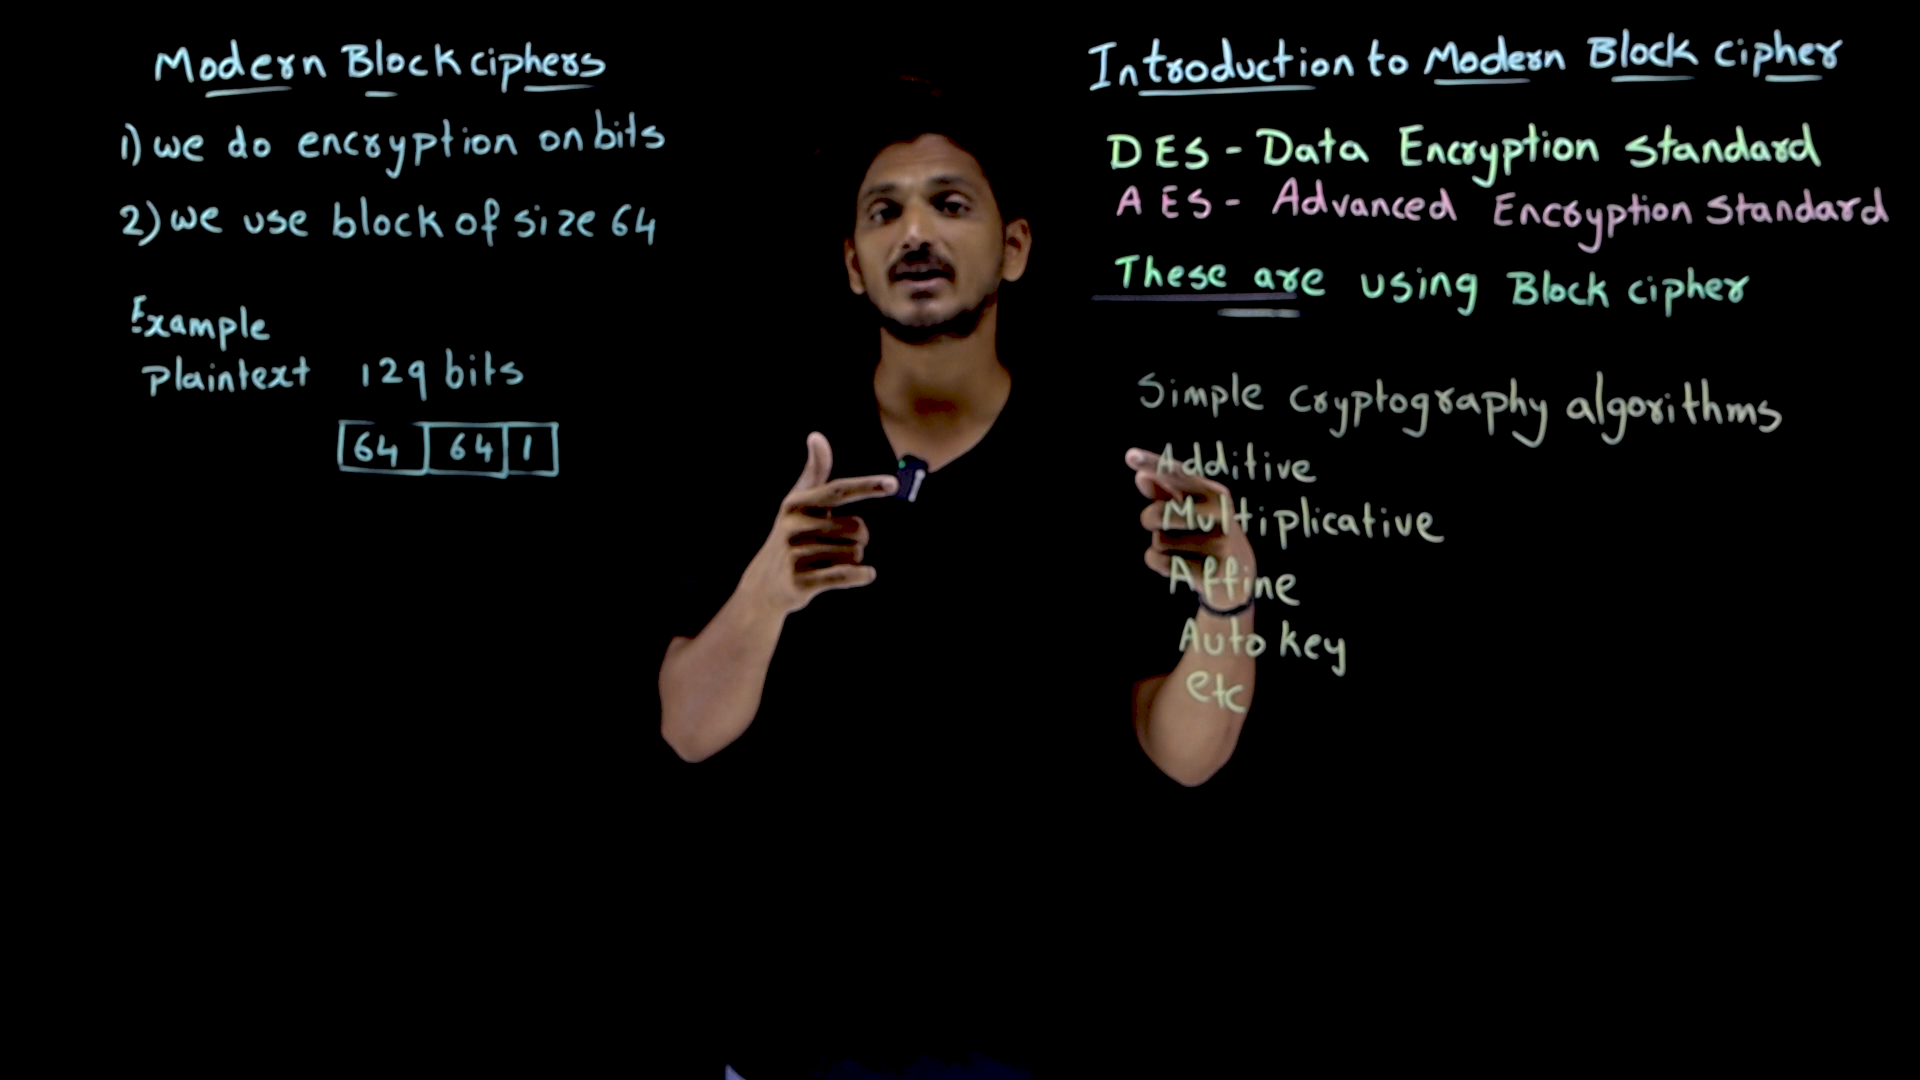 Modern Block ciphers
1) we do encryption on bits
2) we use block of size 64
Example
plaintext 129 bits
64 64 1
Introduction to Modern Block cipher
DES - Data Encryption Standard
AES - Advanced Encryption Standard
These are using Block cipher
Simple cryptography algorithms
Additive
Multiplicative
Affine
Auto key
etc